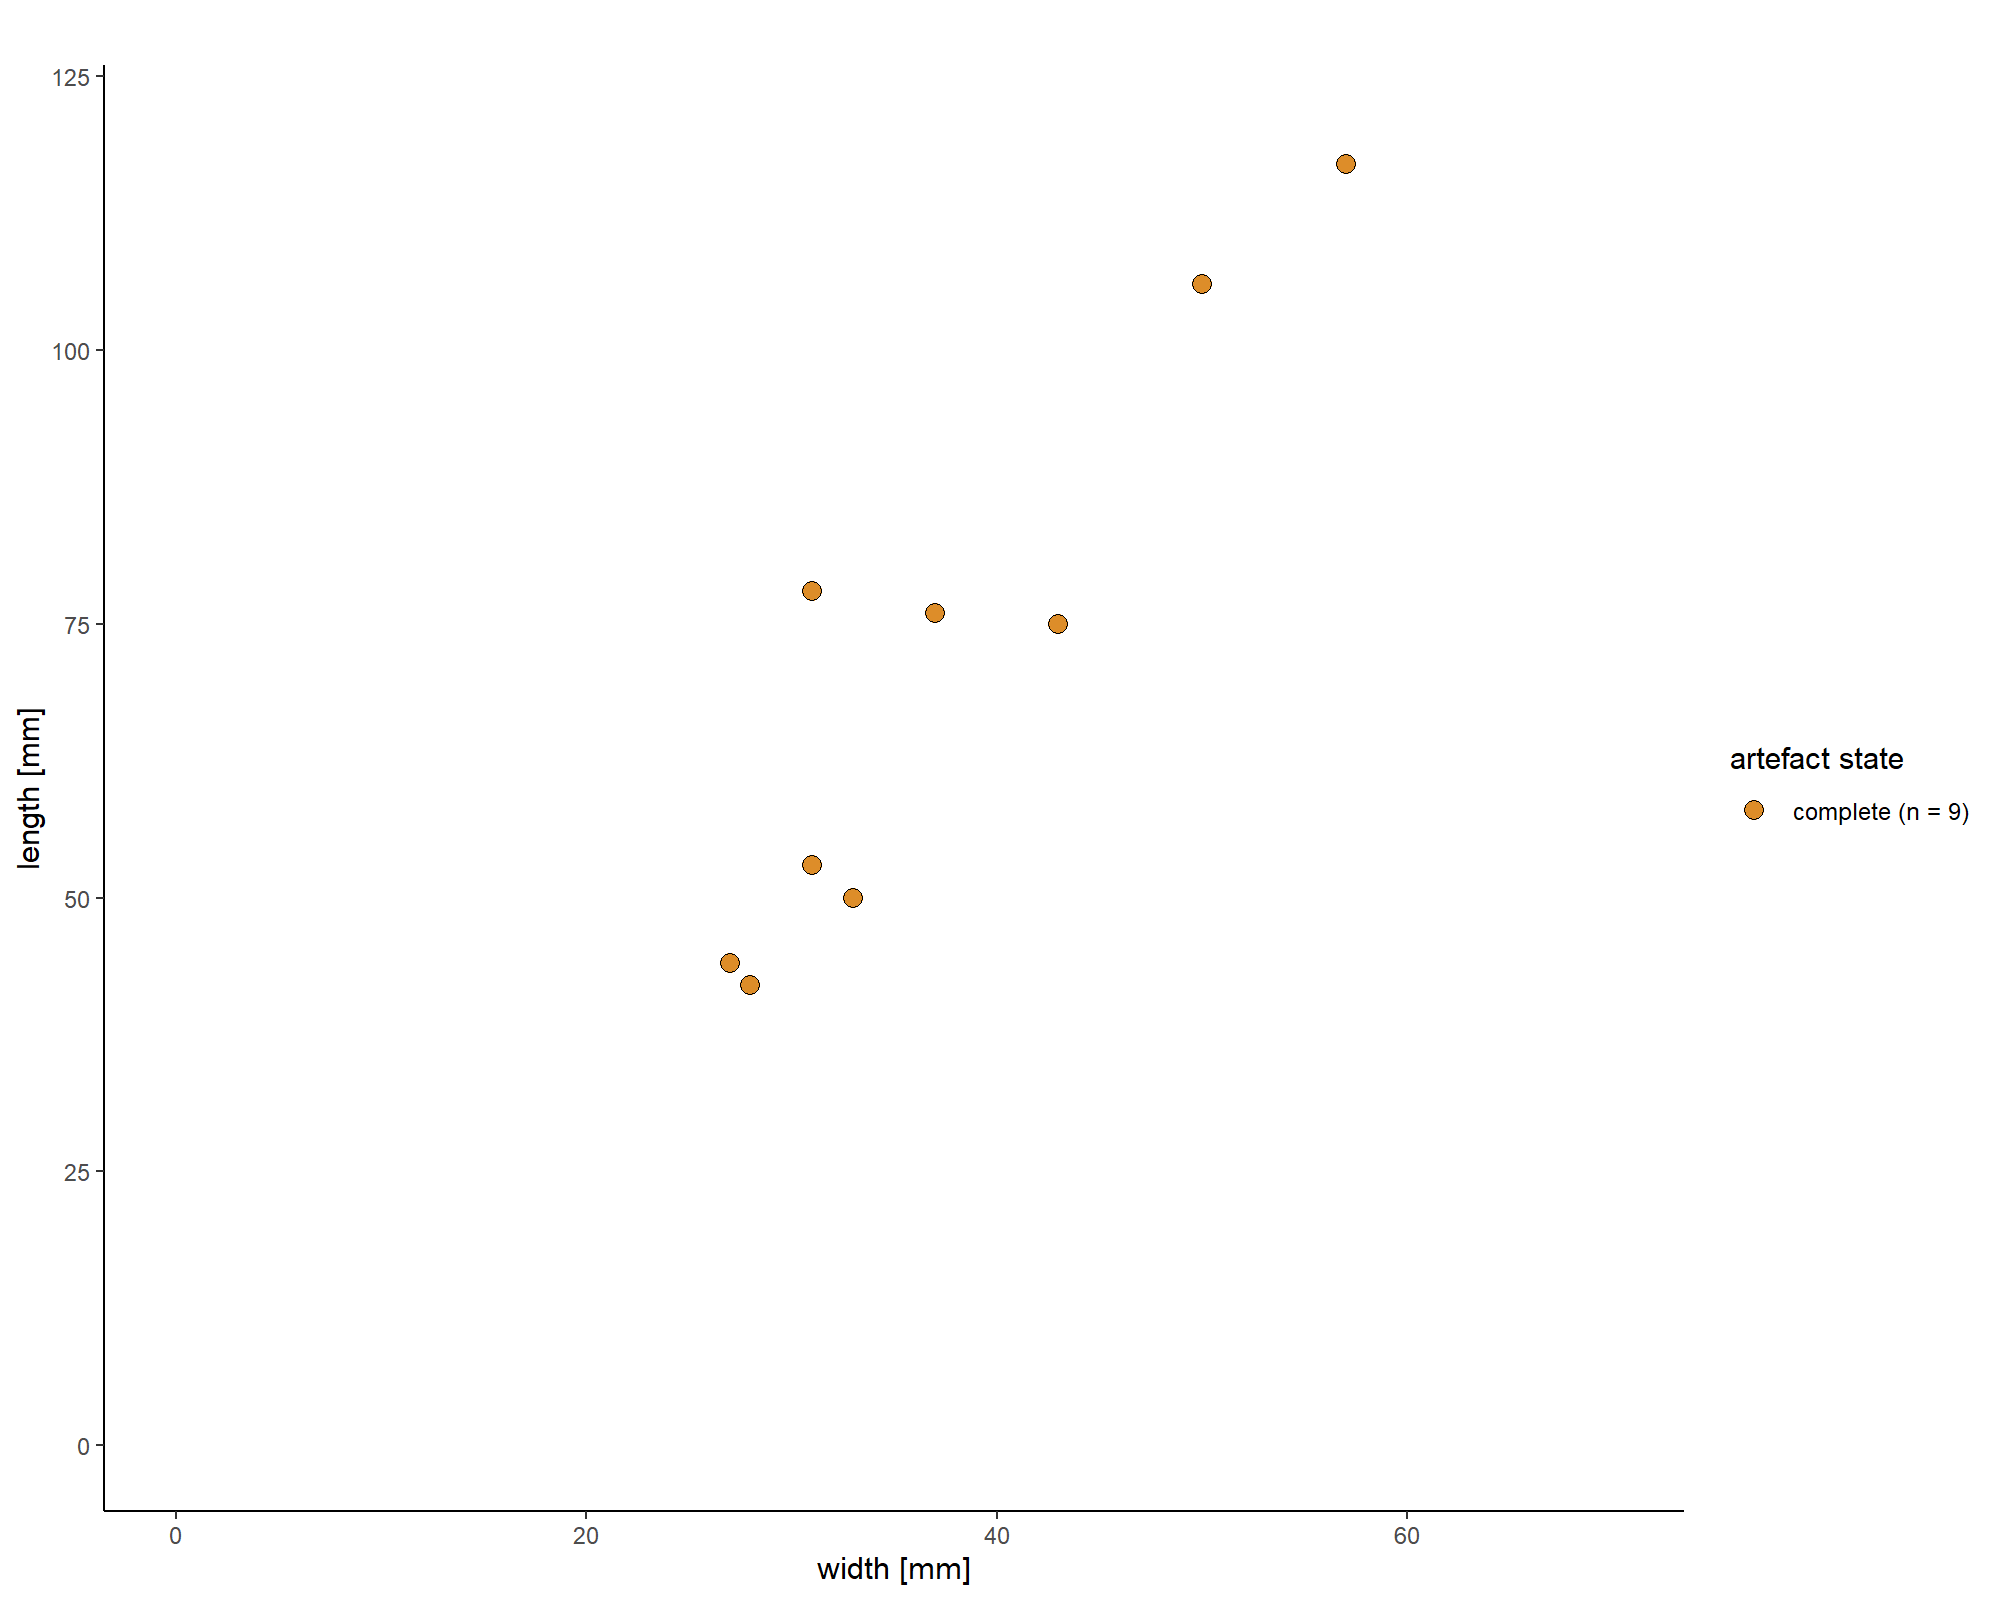 125
100
75
50
25
0
length [mm]
0 20 40 60
width [mm]
artefact state
complete (n = 9)